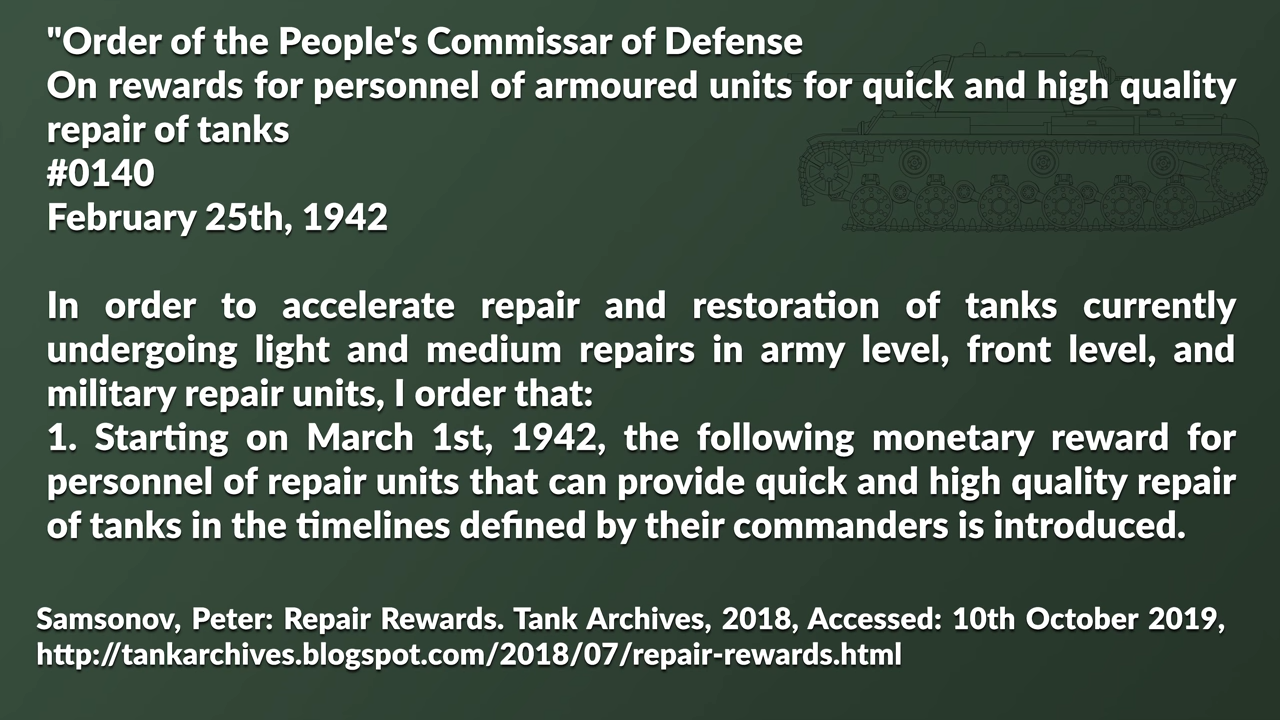 "Order of the People's Commissar of Defense
On rewards for personnel of armoured units for quick and high quality
repair of tanks
#0140
February 25th, 1942
In order to accelerate repair and restoration of tanks currently
undergoing light and medium repairs in army level, front level, and
military repair units, I order that:
1. Starting on March 1st, 1942, the following monetary reward for
personnel of repair units that can provide quick and high quality repair
of tanks in the timelines defined by their commanders is introduced.
Samsonov, Peter: Repair Rewards. Tank Archives, 2018, Accessed: 10th October 2019,
http://tankarchives.blogspot.com/2018/07/repair-rewards.html